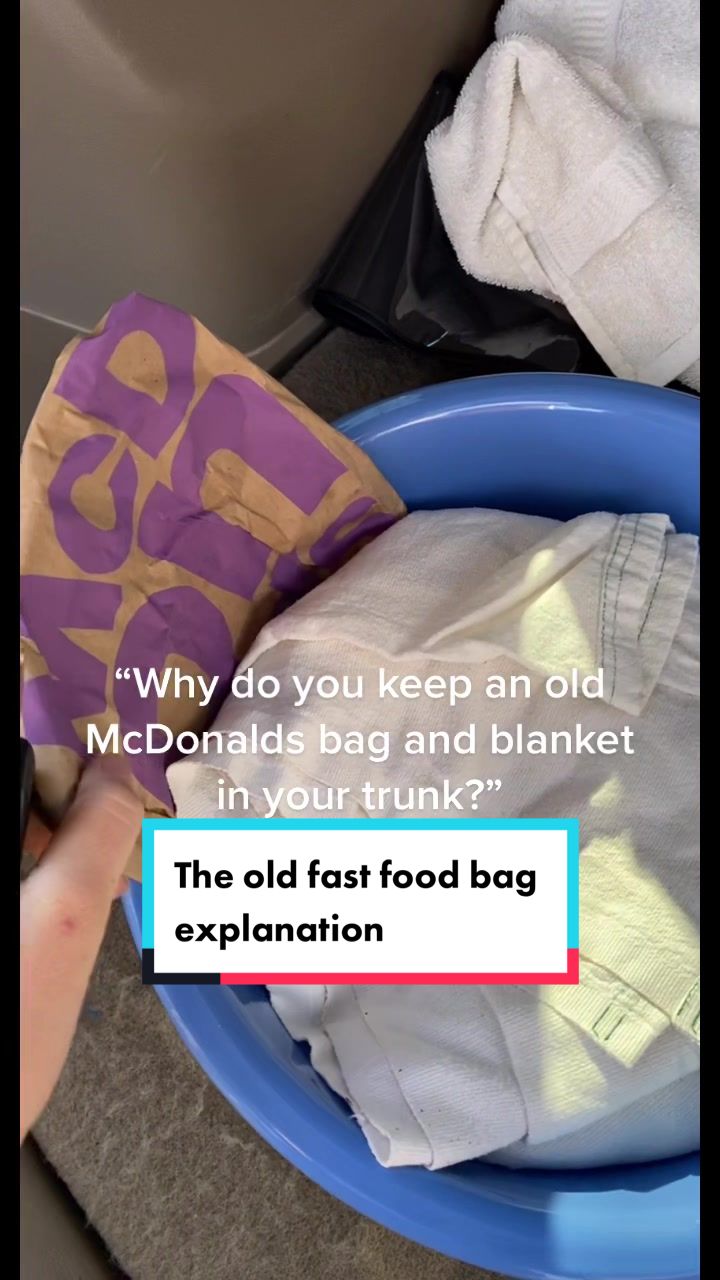 MCD
“Why do you keep an old
McDonalds bag and blanket
in your trunk?”
The old fast food bag
explanation